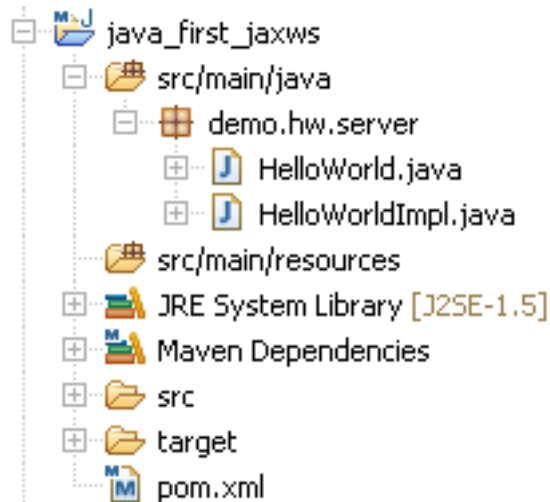 java_first_jaxws
src/main/java
demo.hw.server
HelloWorld.java
HelloWorldImpl.java
src/main/resources
JRE System Library [J2SE-1.5]
Maven Dependencies
src
target
pom.xml